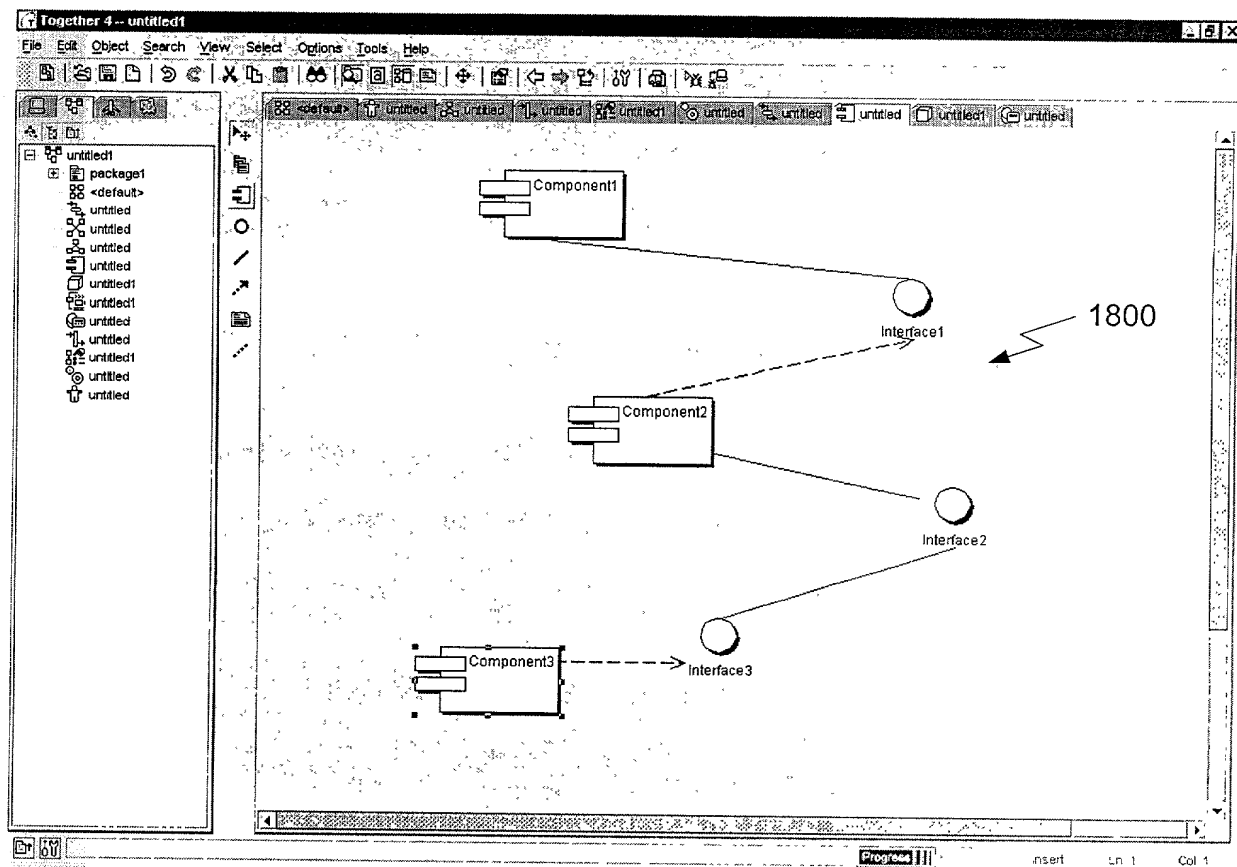 Together 4 -- untitled1
File Edit Object Search View Select Options Tools Help
<default> untitled untitled untitled untitled1 untitled untitled untitled untitled1 untitled
untitled1
package1
<default>
untitled
untitled
untitled
untitled
untitled1
untitled1
untitled
untitled
untitled1
untitled
untitled
Component1
Interface1
1800
Component2
Interface2
Component3
Interface3
Progress
Insert Ln 1 Col 1